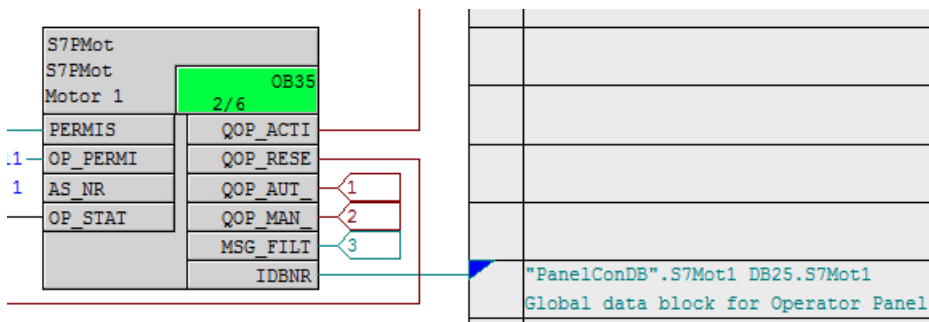 S7PMot
S7PMot
Motor 1
OB35
2/6
PERMIS
QOP_ACTI
11
OP_PERMI
QOP_RESE
1
AS_NR
QOP_AUT_
1
OP_STAT
QOP_MAN_
2
MSG_FILT
3
IDBNR
"PanelConDB".S7Mot1 DB25.S7Mot1
Global data block for Operator Panel